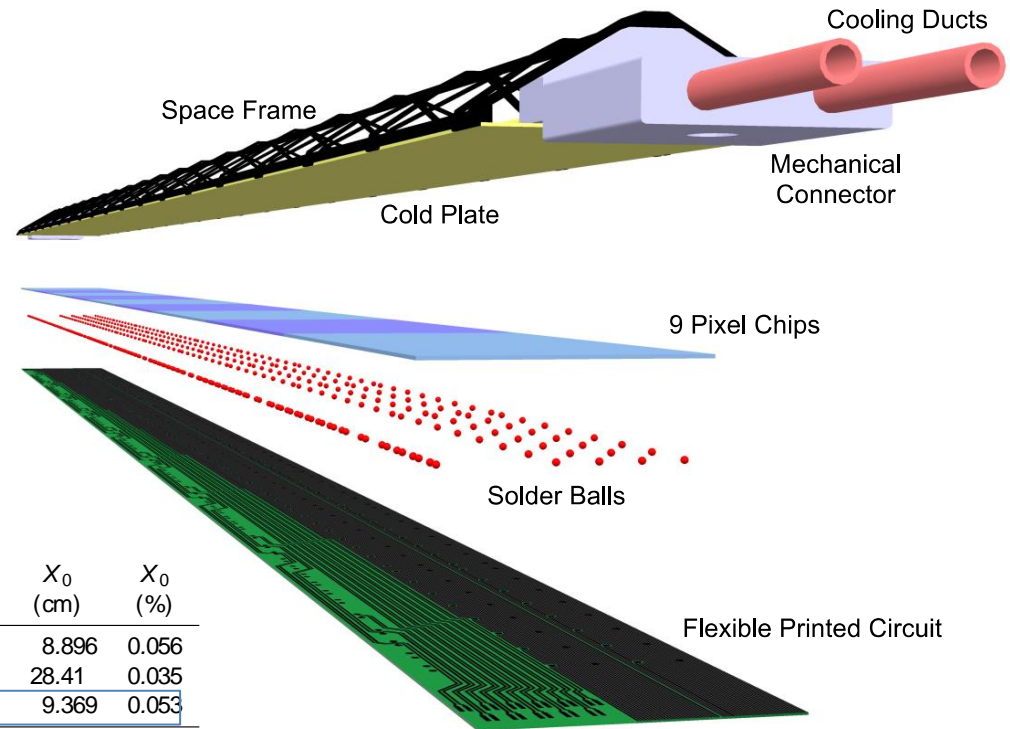 Cooling Ducts
Space Frame
Mechanical
Connector
Cold Plate
9 Pixel Chips
Solder Balls
Flexible Printed Circuit
X0 X0
(cm) (%)
8.896 0.056
28.41 0.035
9.369 0.053